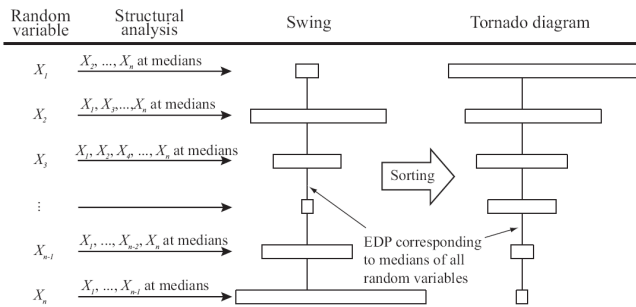 Random variable
Structural analysis
Swing
Tornado diagram
X1
X2, ..., Xn at medians
X2
X1, X3,...,Xn at medians
X3
X1, X2, X4, ..., Xn at medians
Sorting
⋮
Xn-1
X1, ..., Xn-2, Xn at medians
EDP corresponding
to medians of all
random variables
Xn
X1, ..., Xn-1 at medians